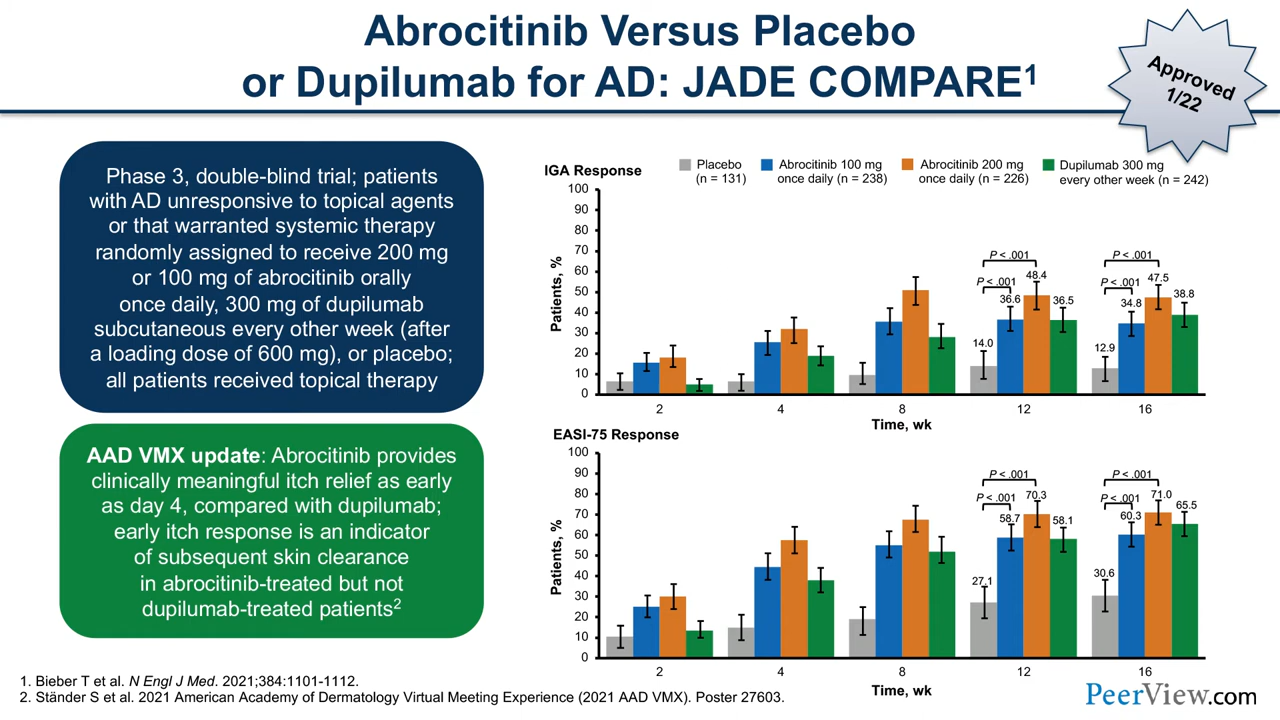 Abrocitinib Versus Placebo
or Dupilumab for AD: JADE COMPARE1
Approved
1/22
Phase 3, double-blind trial; patients
with AD unresponsive to topical agents
or that warranted systemic therapy
randomly assigned to receive 200 mg
or 100 mg of abrocitinib orally
once daily, 300 mg of dupilumab
subcutaneous every other week (after
a loading dose of 600 mg), or placebo;
all patients received topical therapy
AAD VMX update: Abrocitinib provides
clinically meaningful itch relief as early
as day 4, compared with dupilumab;
early itch response is an indicator
of subsequent skin clearance
in abrocitinib-treated but not
dupilumab-treated patients2
IGA Response
Placebo
(n = 131)
Abrocitinib 100 mg
once daily (n = 238)
Abrocitinib 200 mg
once daily (n = 226)
Dupilumab 300 mg
every other week (n = 242)
Patients, %
100
90
80
70
60
50
40
30
20
10
0
P < .001
P < .001
14.0
36.6
48.4
36.5
P < .001
P < .001
12.9
34.8
47.5
38.8
2 4 8 12 16
Time, wk
EASI-75 Response
Patients, %
100
90
80
70
60
50
40
30
20
10
0
P < .001
P < .001
27.1
58.7
70.3
58.1
P < .001
P < .001
30.6
60.3
71.0
65.5
2 4 8 12 16
Time, wk
1. Bieber T et al. N Engl J Med. 2021;384:1101-1112.
2. Ständer S et al. 2021 American Academy of Dermatology Virtual Meeting Experience (2021 AAD VMX). Poster 27603.
PeerView.com